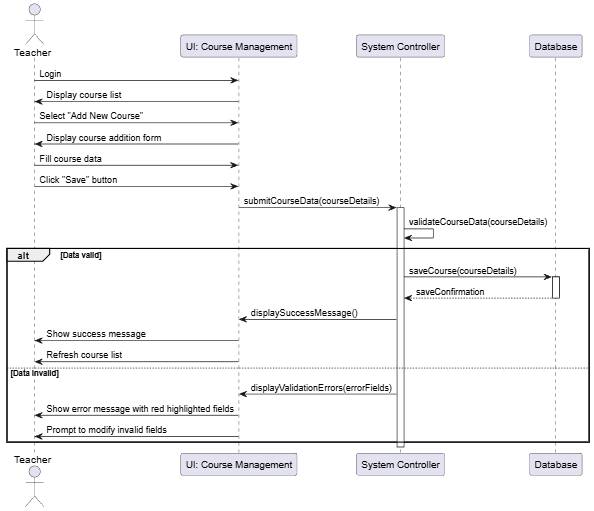 Teacher
UI: Course Management
System Controller
Database
Login
Display course list
Select "Add New Course"
Display course addition form
Fill course data
Click "Save" button
submitCourseData(courseDetails)
validateCourseData(courseDetails)
alt
[Data valid]
saveCourse(courseDetails)
saveConfirmation
displaySuccessMessage()
Show success message
Refresh course list
[Data invalid]
displayValidationErrors(errorFields)
Show error message with red highlighted fields
Prompt to modify invalid fields
Teacher
UI: Course Management
System Controller
Database